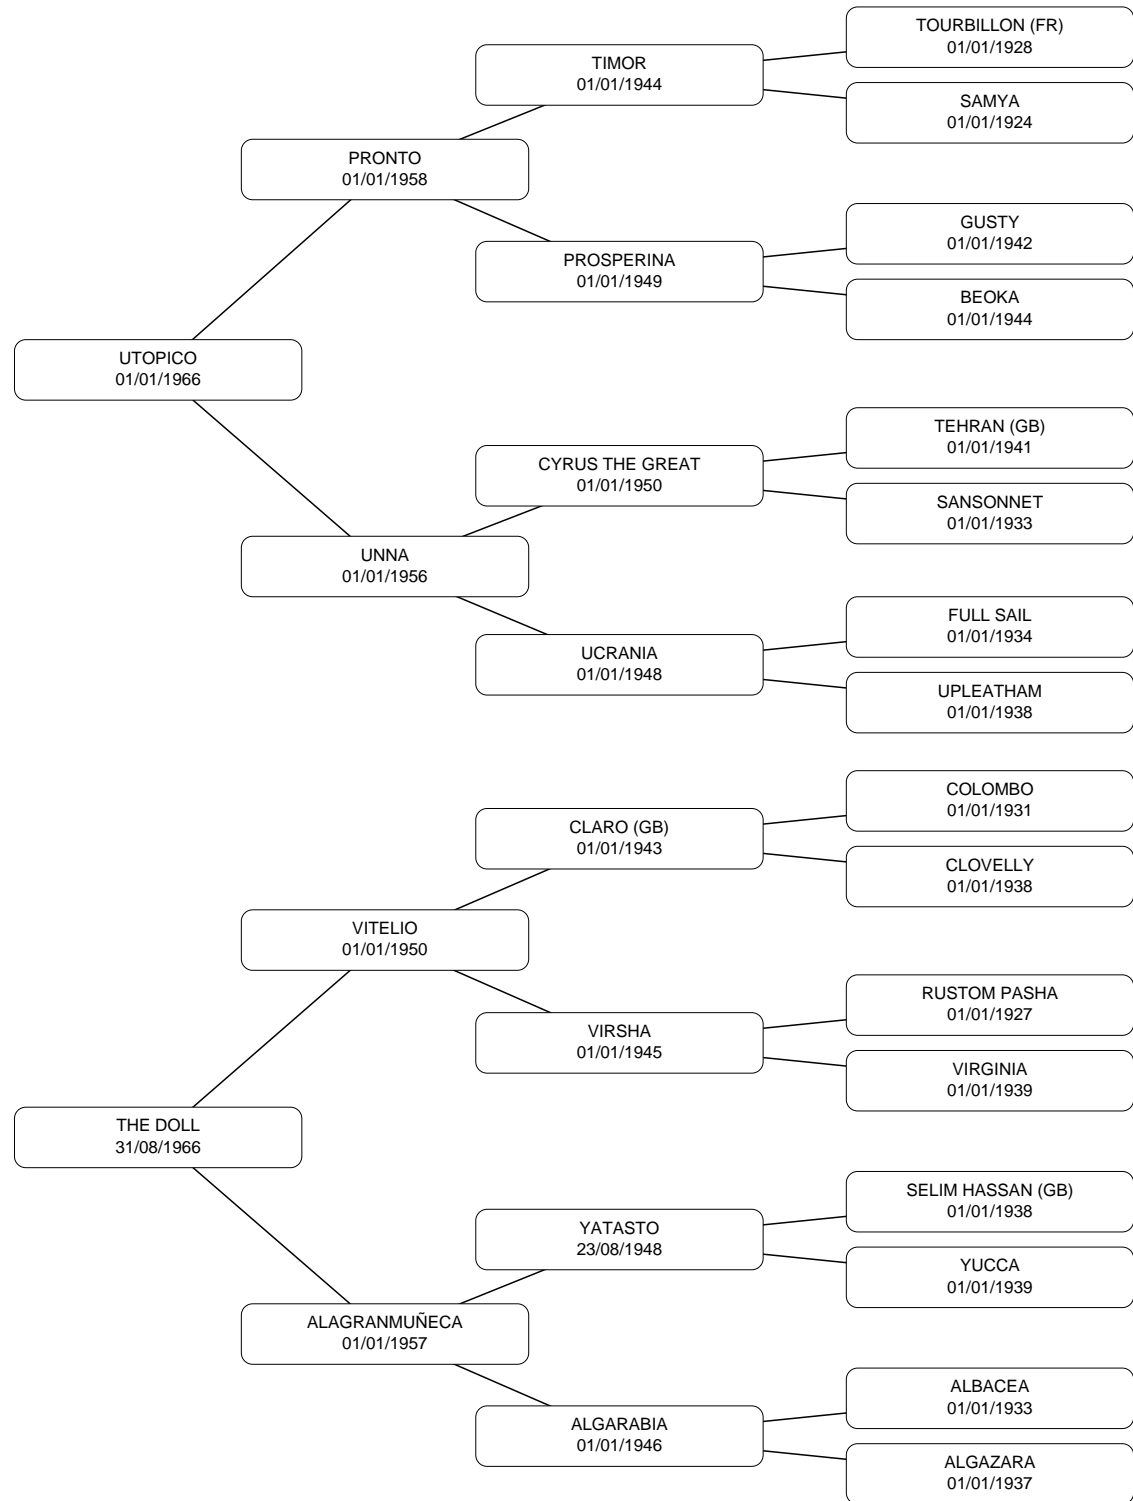 TOURBILLON (FR)
01/01/1928
TIMOR
01/01/1944
SAMYA
01/01/1924
PRONTO
01/01/1958
GUSTY
01/01/1942
PROSPERINA
01/01/1949
BEOKA
01/01/1944
UTOPICO
01/01/1966
TEHRAN (GB)
01/01/1941
CYRUS THE GREAT
01/01/1950
SANSONNET
01/01/1933
UNNA
01/01/1956
FULL SAIL
01/01/1934
UCRANIA
01/01/1948
UPLEATHAM
01/01/1938
COLOMBO
01/01/1931
CLARO (GB)
01/01/1943
CLOVELLY
01/01/1938
VITELIO
01/01/1950
RUSTOM PASHA
01/01/1927
VIRSHA
01/01/1945
VIRGINIA
01/01/1939
THE DOLL
31/08/1966
SELIM HASSAN (GB)
01/01/1938
YATASTO
23/08/1948
YUCCA
01/01/1939
ALAGRANMUÑECA
01/01/1957
ALBACEA
01/01/1933
ALGARABIA
01/01/1946
ALGAZARA
01/01/1937